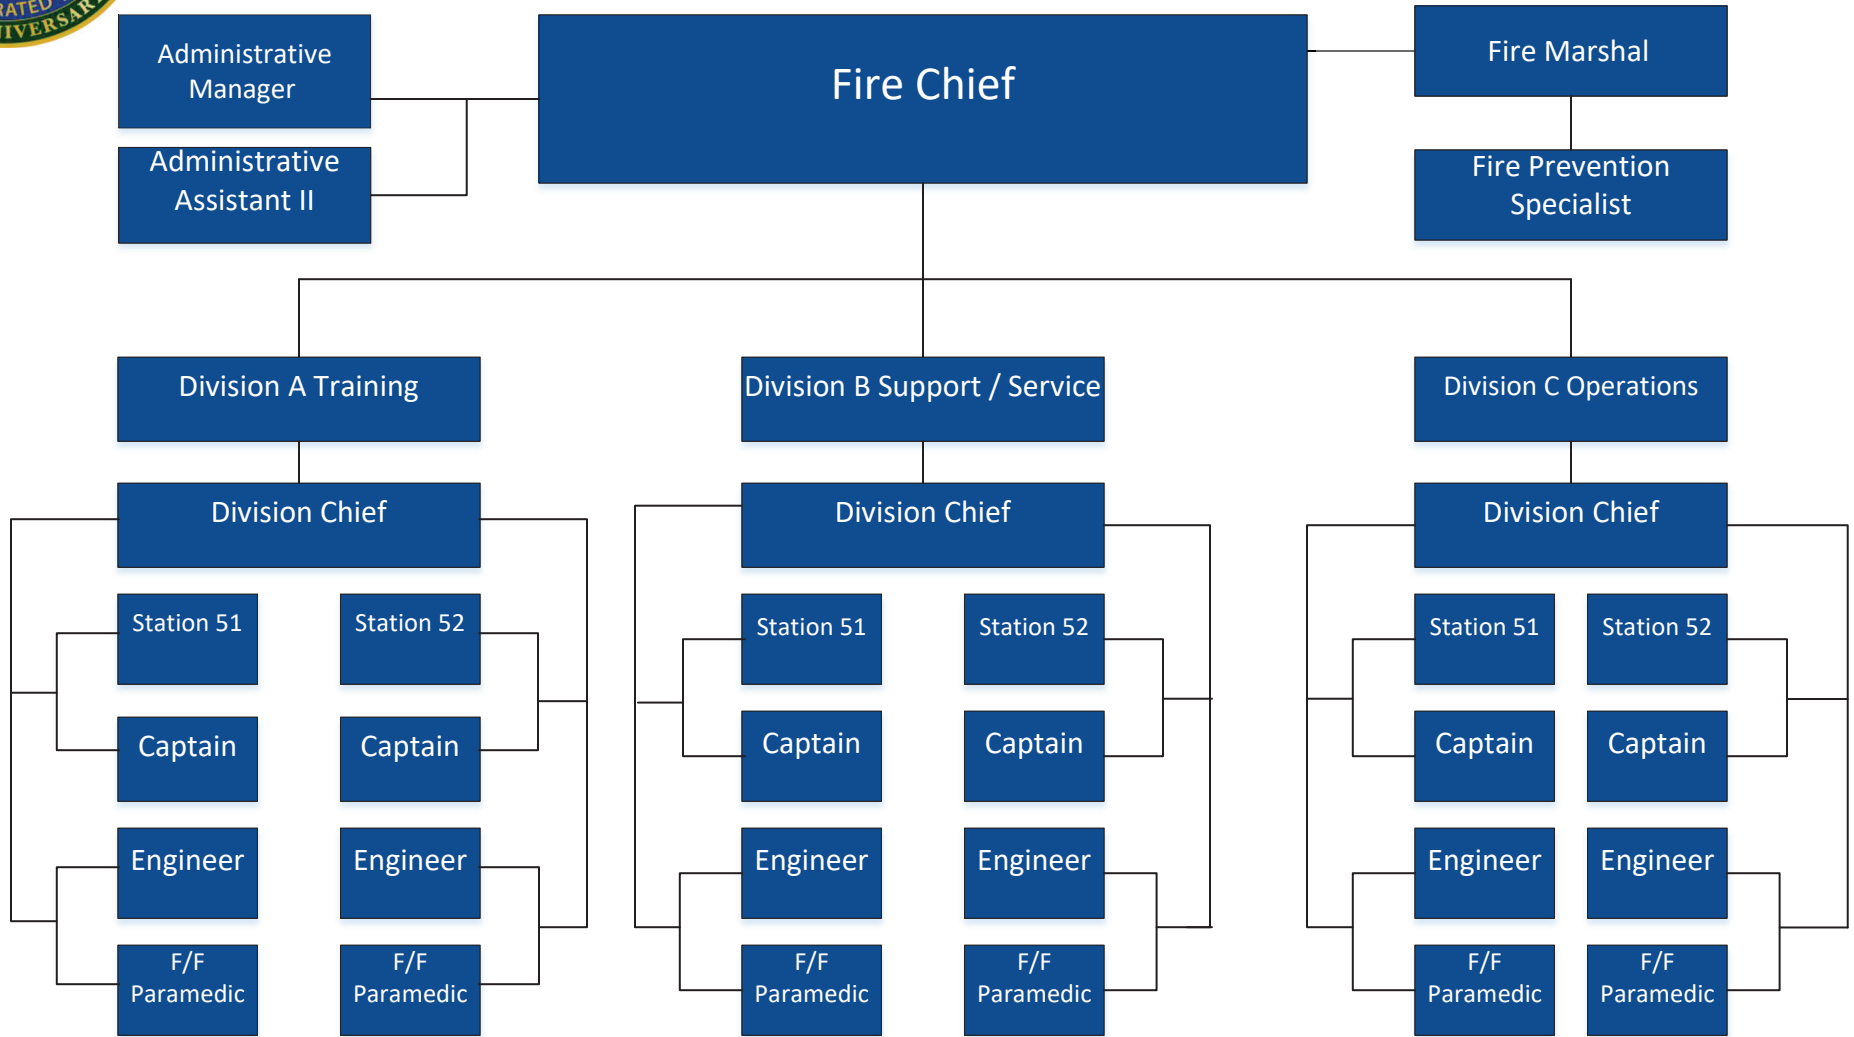 RATED
NIVERSARY
Administrative
Manager
Fire Chief
Fire Marshal
Administrative
Assistant II
Fire Prevention
Specialist
Division A Training
Division B Support / Service
Division C Operations
Division Chief
Division Chief
Division Chief
Station 51
Station 52
Station 51
Station 52
Station 51
Station 52
Captain
Captain
Captain
Captain
Captain
Captain
Engineer
Engineer
Engineer
Engineer
Engineer
Engineer
F/F
Paramedic
F/F
Paramedic
F/F
Paramedic
F/F
Paramedic
F/F
Paramedic
F/F
Paramedic